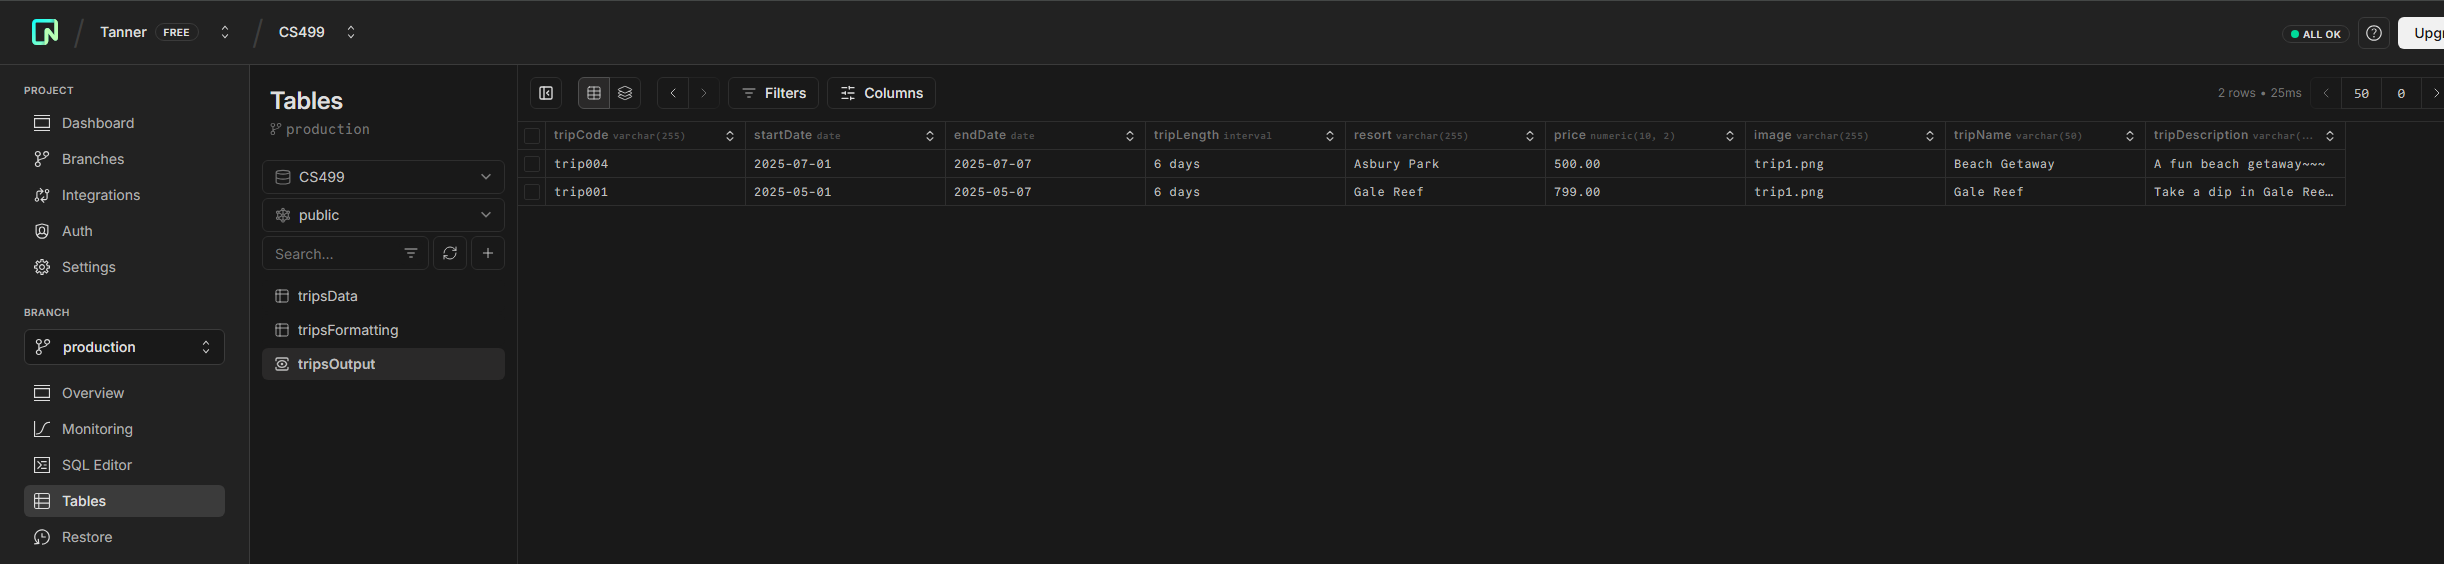 Tanner FREE CS499 ALL OK Upgr
PROJECT
Dashboard
Branches
Integrations
Auth
Settings
BRANCH
production
Overview
Monitoring
SQL Editor
Tables
Restore
Tables
production
CS499
public
Search...
tripsData
tripsFormatting
tripsOutput
Filters Columns 2 rows • 25ms 50 0
tripCode varchar(255) startDate date endDate date tripLength interval resort varchar(255) price numeric(10, 2) image varchar(255) tripName varchar(50) tripDescription varchar(...
trip004 2025-07-01 2025-07-07 6 days Asbury Park 500.00 trip1.png Beach Getaway A fun beach getaway~~~
trip001 2025-05-01 2025-05-07 6 days Gale Reef 799.00 trip1.png Gale Reef Take a dip in Gale Ree…